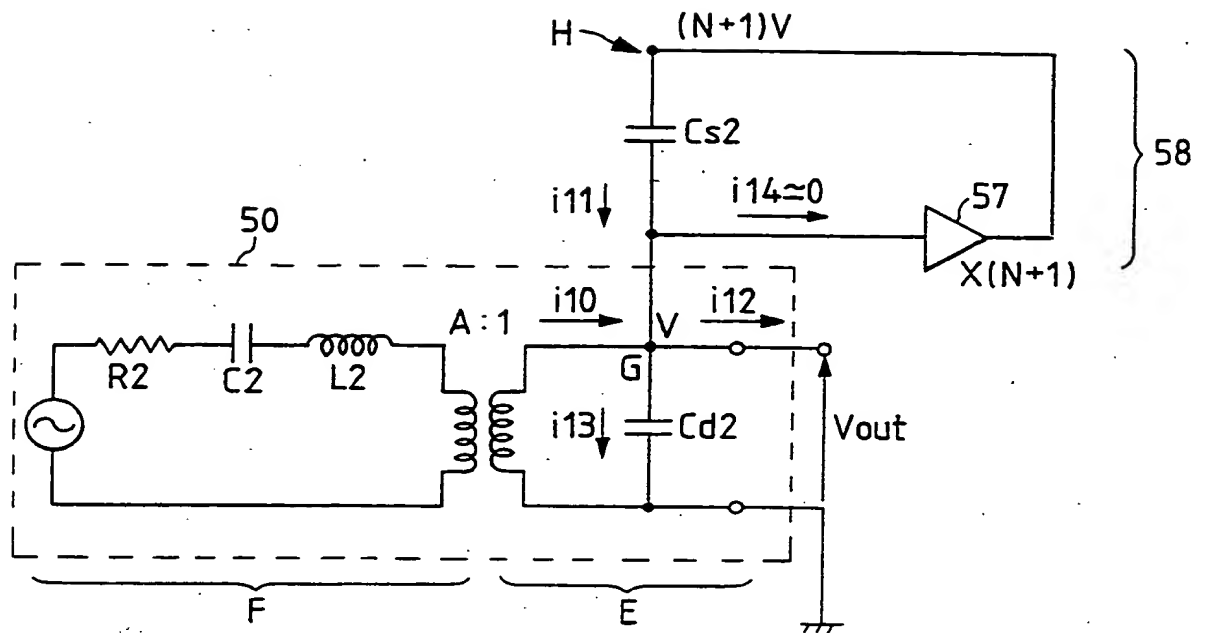 H
(N+1)V
Cs2
58
i11
i14≃0
57
X(N+1)
50
A : 1
i10
V
i12
R2
C2
L2
G
i13
Cd2
Vout
F
E